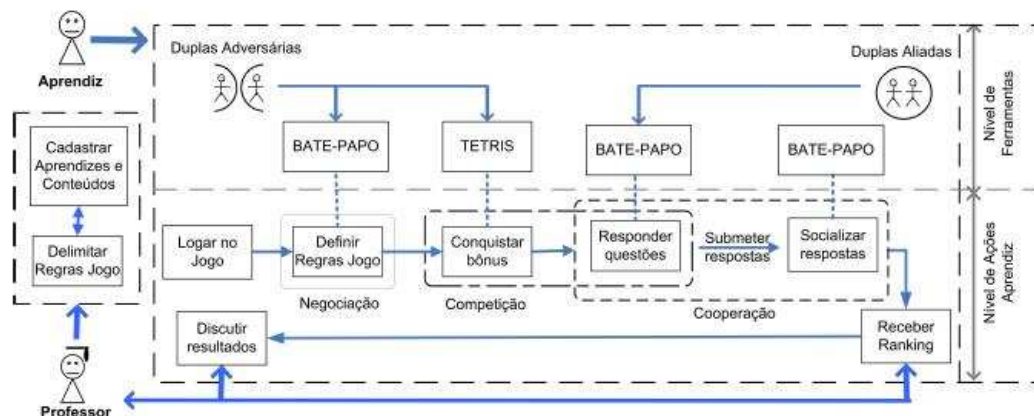 Aprendiz
Duplas Adversárias
Duplas Aliadas
BATE-PAPO
TETRIS
BATE-PAPO
BATE-PAPO
Nível de
Ferramentas
Cadastrar
Aprendizes e
Conteúdos
Delimitar
Regras Jogo
Logar no
Jogo
Definir
Regras Jogo
Negociação
Conquistar
bônus
Competição
Responder
questões
Submeter
respostas
Socializar
respostas
Cooperação
Nível de Ações
Aprendiz
Discutir
resultados
Receber
Ranking
Professor